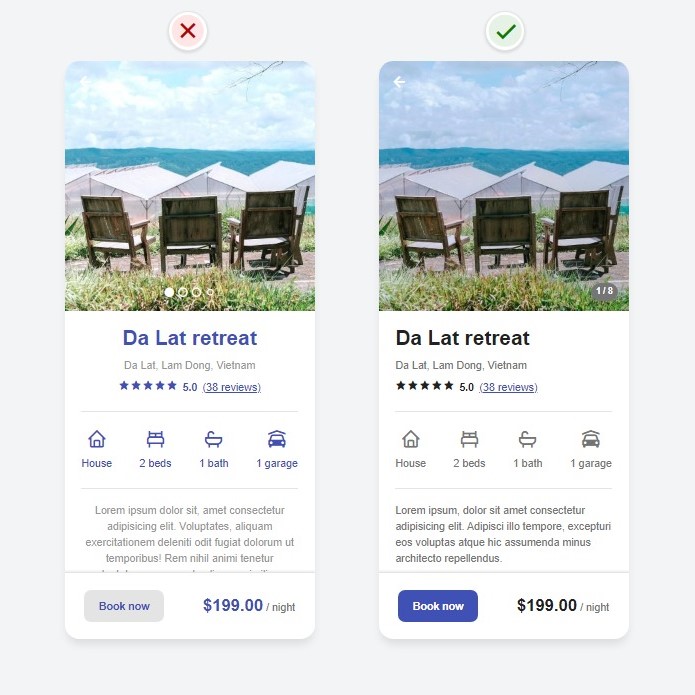 Da Lat retreat
Da Lat, Lam Dong, Vietnam
5.0 (38 reviews)
House 2 beds 1 bath 1 garage
Lorem ipsum dolor sit, amet consectetur
adipisicing elit. Voluptates, aliquam
exercitationem deleniti odit fugiat dolorum ut
temporibus! Rem nihil animi tenetur
Book now $199.00 / night
1 / 8
Da Lat retreat
Da Lat, Lam Dong, Vietnam
5.0 (38 reviews)
House 2 beds 1 bath 1 garage
Lorem ipsum, dolor sit amet consectetur
adipisicing elit. Adipisci illo tempore, excepturi
eos voluptas atque hic assumenda minus
architecto repellendus.
Book now $199.00 / night